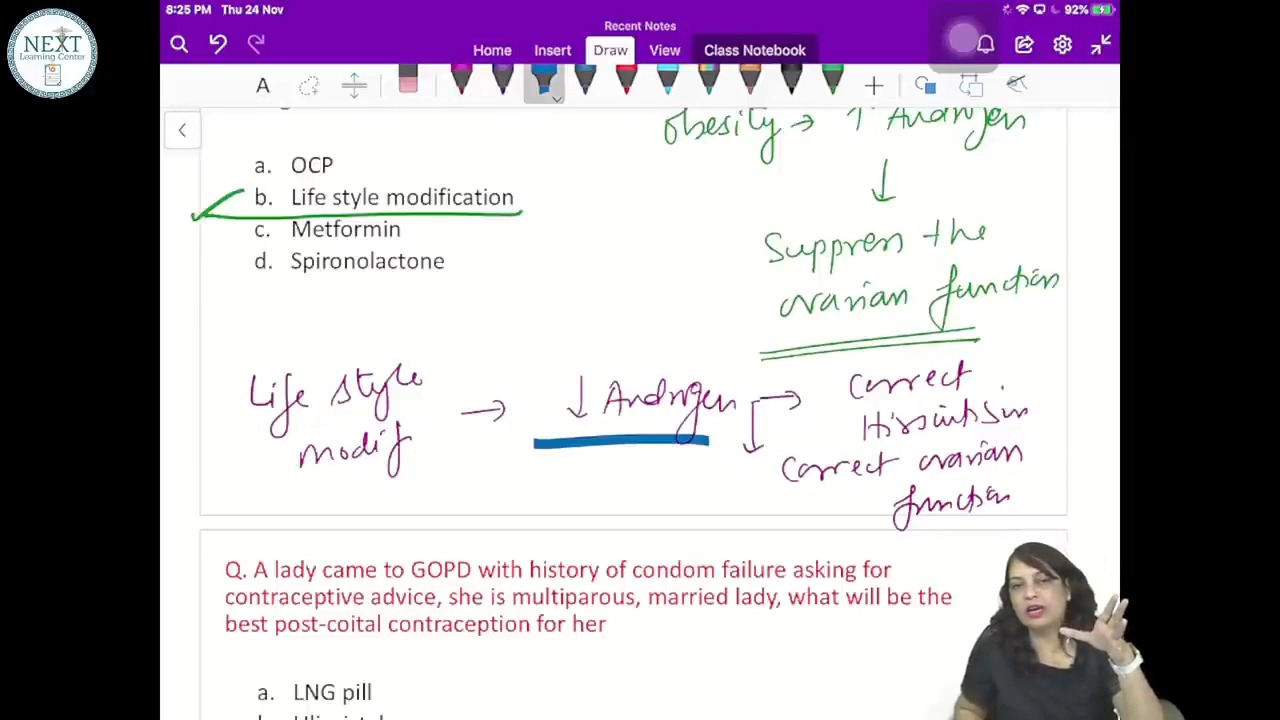 8:25 PM Thu 24 Nov
92%
NEXT
Learning Center
Recent Notes
Home Insert Draw View Class Notebook
A
obesity → ↑ Androgen
a. OCP
b. Life style modification
c. Metformin
d. Spironolactone
↓
Suppress the
ovarian function
Life style
modif
→ ↓ Androgen →
Correct
Hirsuitism
Correct ovarian
function
Q. A lady came to GOPD with history of condom failure asking for
contraceptive advice, she is multiparous, married lady, what will be the
best post-coital contraception for her
a. LNG pill